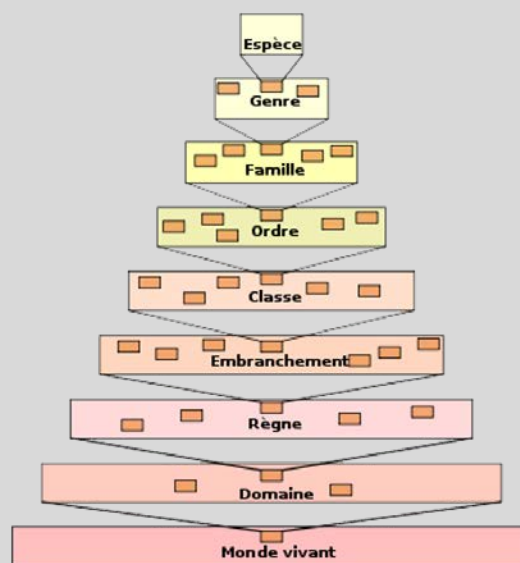 Espèce
Genre
Famille
Ordre
Classe
Embranchement
Règne
Domaine
Monde vivant